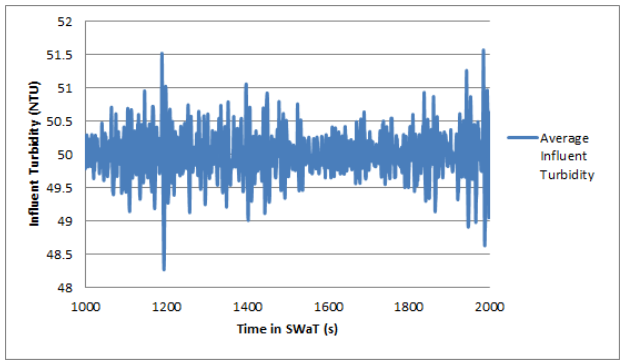 52
51.5
51
50.5
50
49.5
49
48.5
48
Influent Turbidity (NTU)
1000 1200 1400 1600 1800 2000
Time in SWaT (s)
Average
Influent
Turbidity